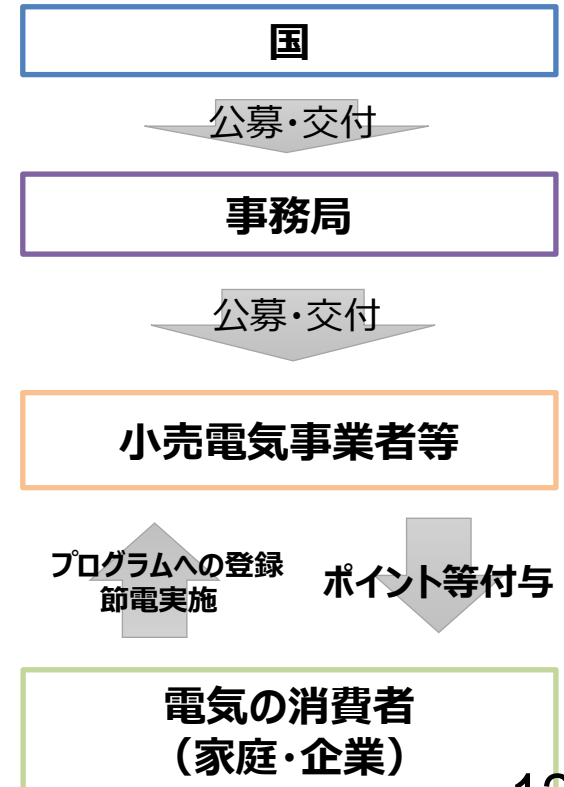 国
公募・交付
事務局
公募・交付
小売電気事業者等
プログラムへの登録
節電実施
ポイント等付与
電気の消費者
（家庭・企業）